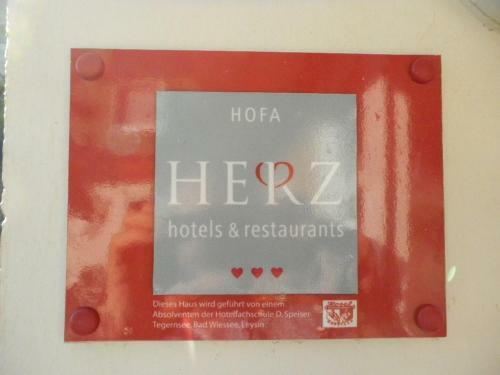 HOFA
HERZ
hotels & restaurants
Dieses Haus wird geführt von einem
Absolventen der Hotelfachschule D. Speiser
Tegernsee, Bad Wiessee, Leysin